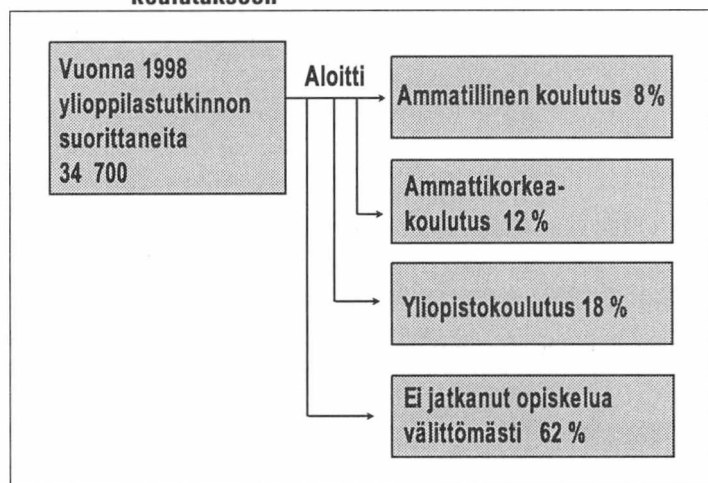 Vuonna 1998
ylioppilastutkinnon
suorittaneita
34 700
Aloitti
Ammatillinen koulutus 8%
Ammattikorkea-
koulutus 12 %
Yliopistokoulutus 18 %
Ei jatkanut opiskelua
välittömästi 62 %